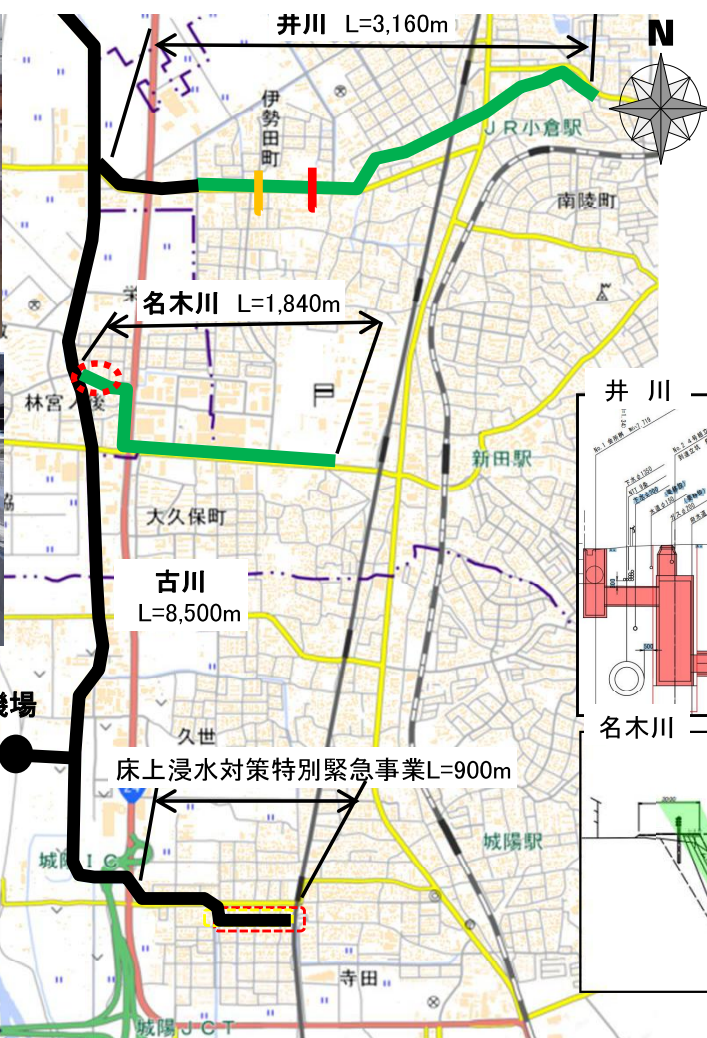 井川 L=3,160m
N
伊勢田町
JR小倉駅
南陵町
栄
名木川 L=1,840m
林宮ノ後
井 川
新田駅
大久保町
古川
L=8,500m
機場
名木川
久世
床上浸水対策特別緊急事業L=900m
城陽駅
城陽IC
寺田
城陽JCT
500